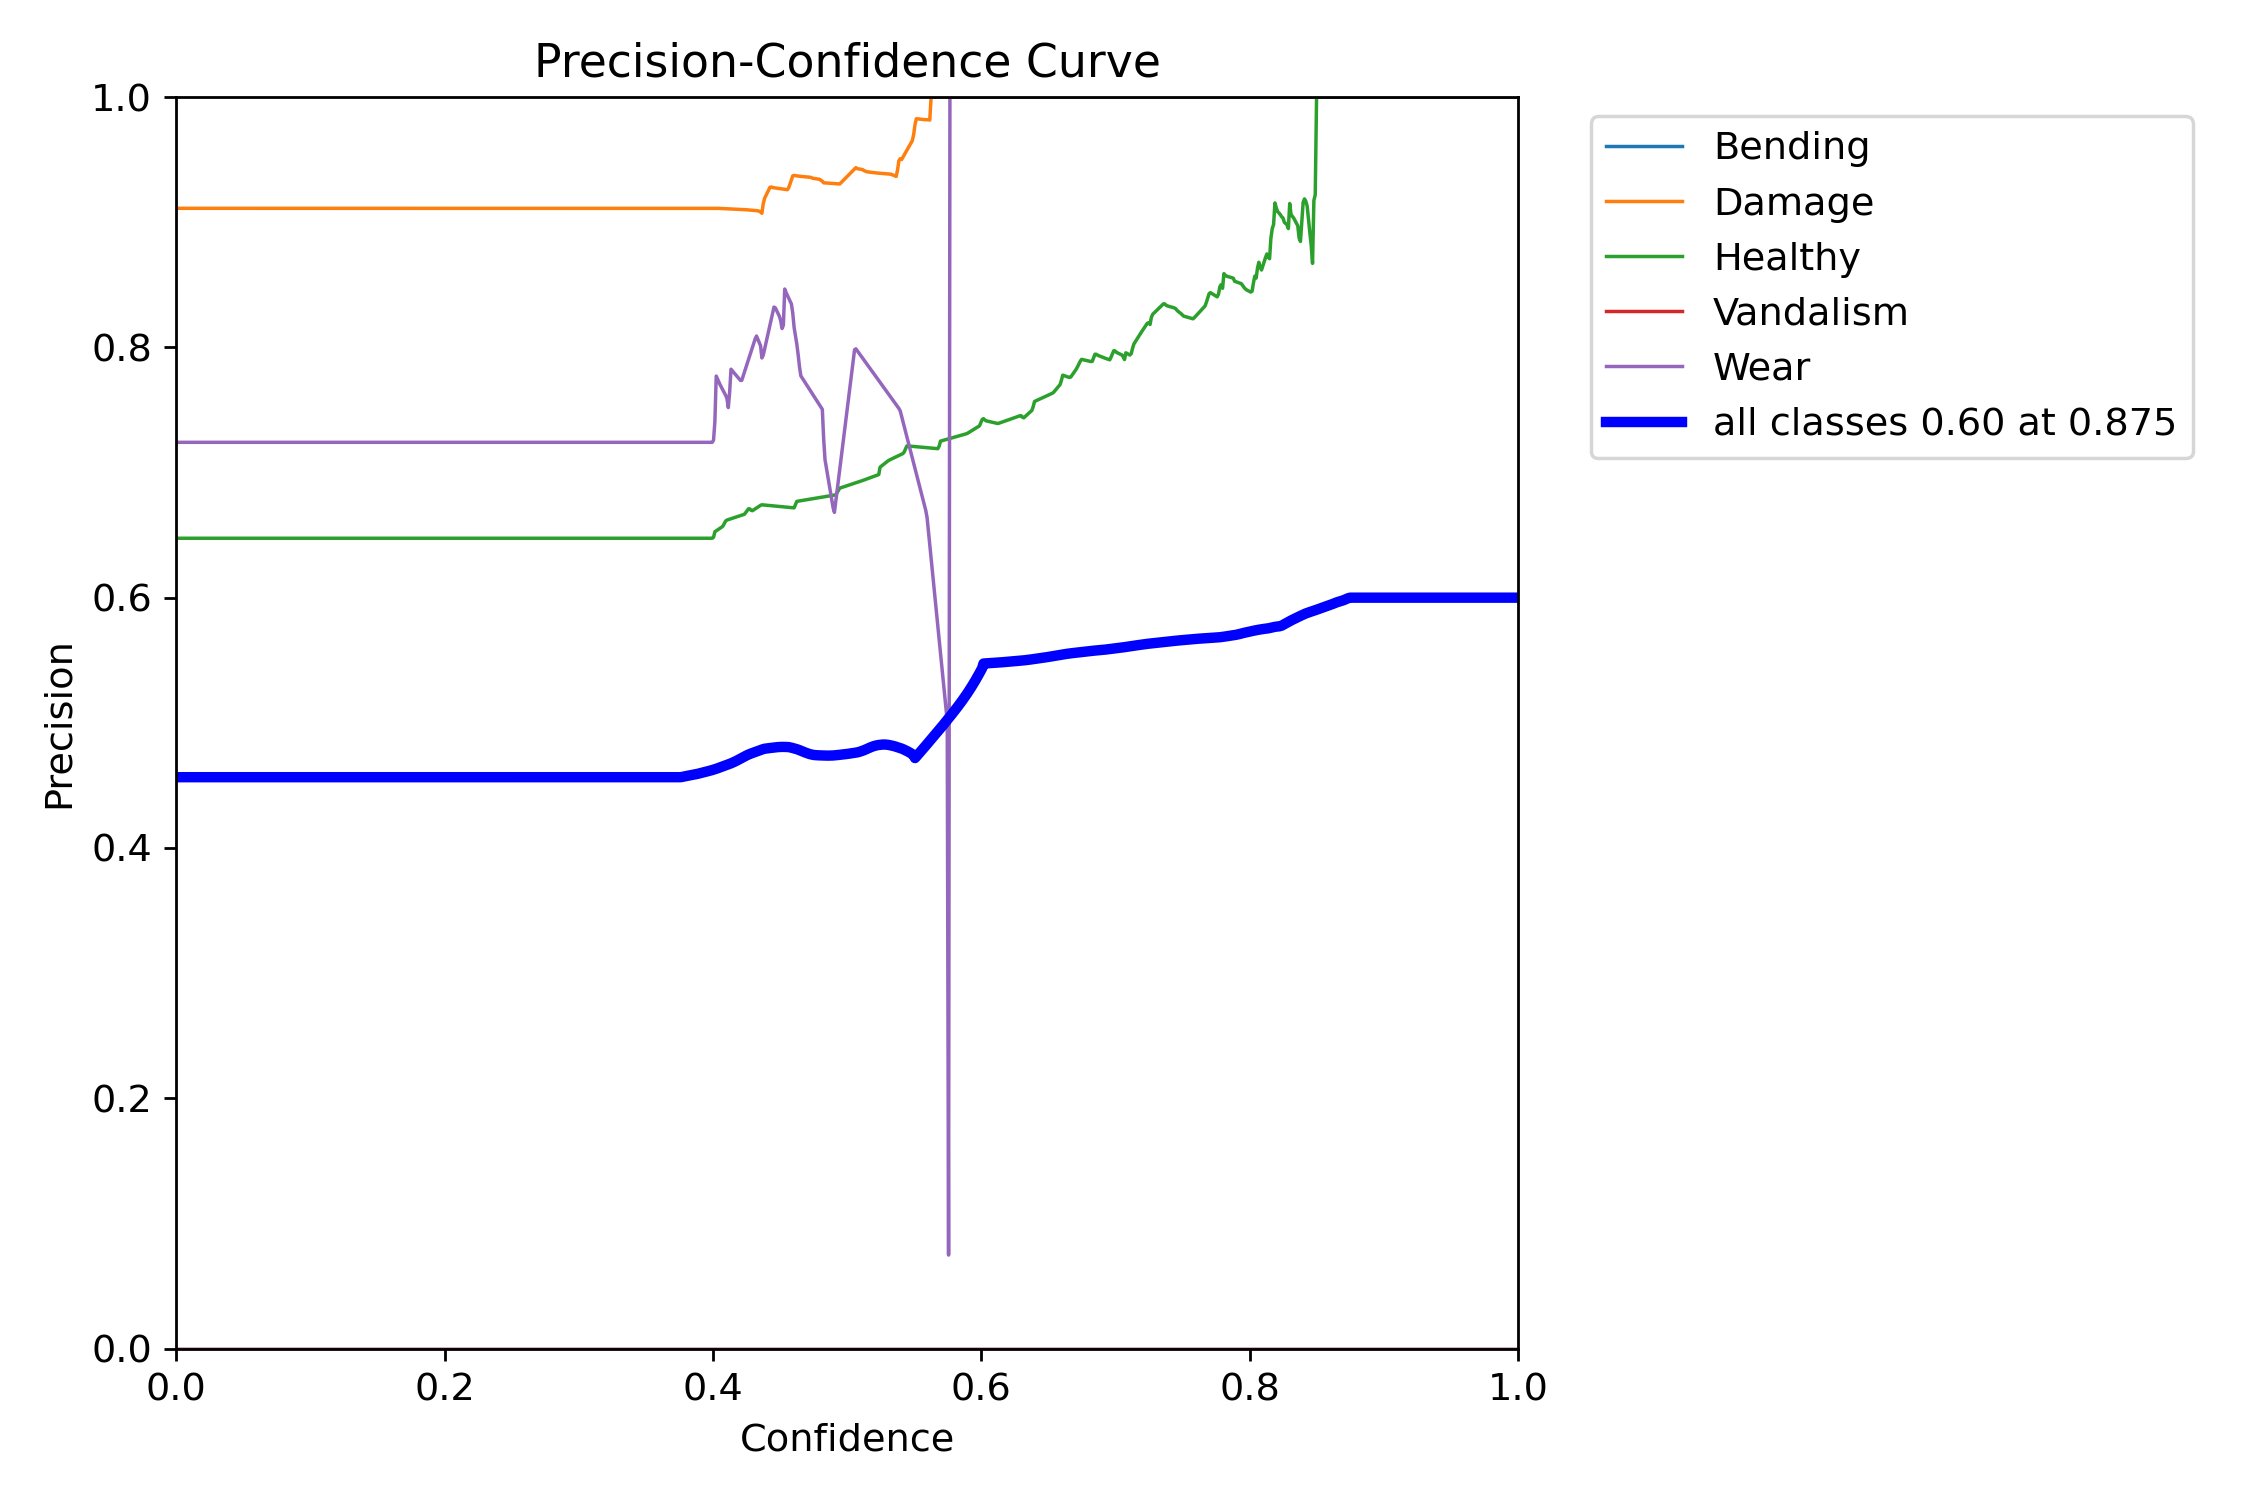 Precision-Confidence Curve
1.0
0.8
0.6
0.4
0.2
0.0
Precision
0.0 0.2 0.4 0.6 0.8 1.0
Confidence
Bending
Damage
Healthy
Vandalism
Wear
all classes 0.60 at 0.875